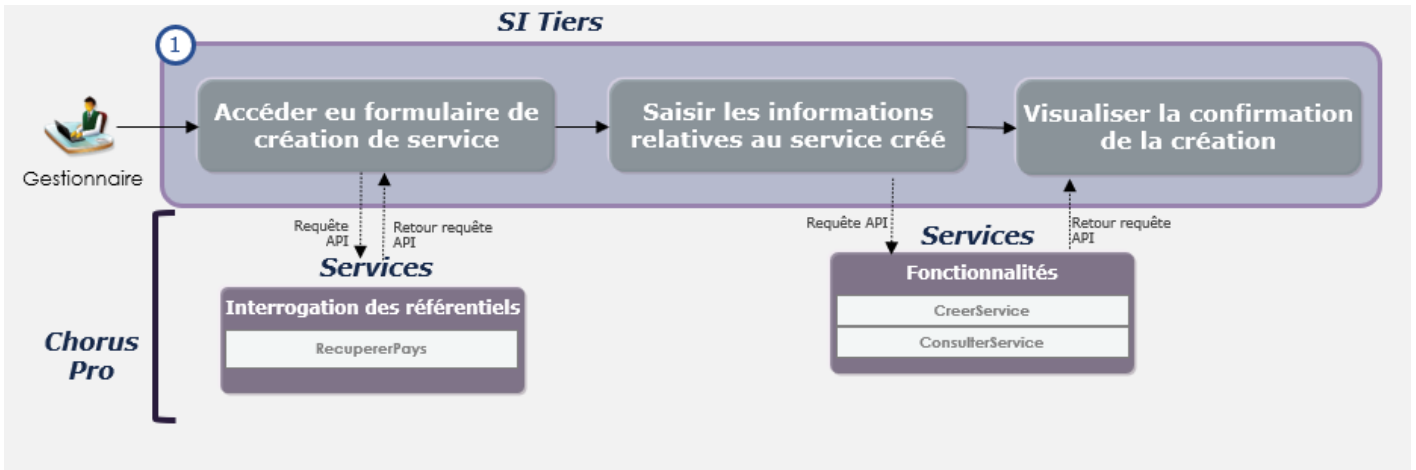 SI Tiers
1
Accéder eu formulaire de
création de service
Saisir les informations
relatives au service créé
Visualiser la confirmation
de la création
Gestionnaire
Requête
API
Retour requête
API
Services
Interrogation des référentiels
RecupererPays
Requête API
Retour requête
API
Services
Fonctionnalités
CreerService
ConsulterService
Chorus
Pro